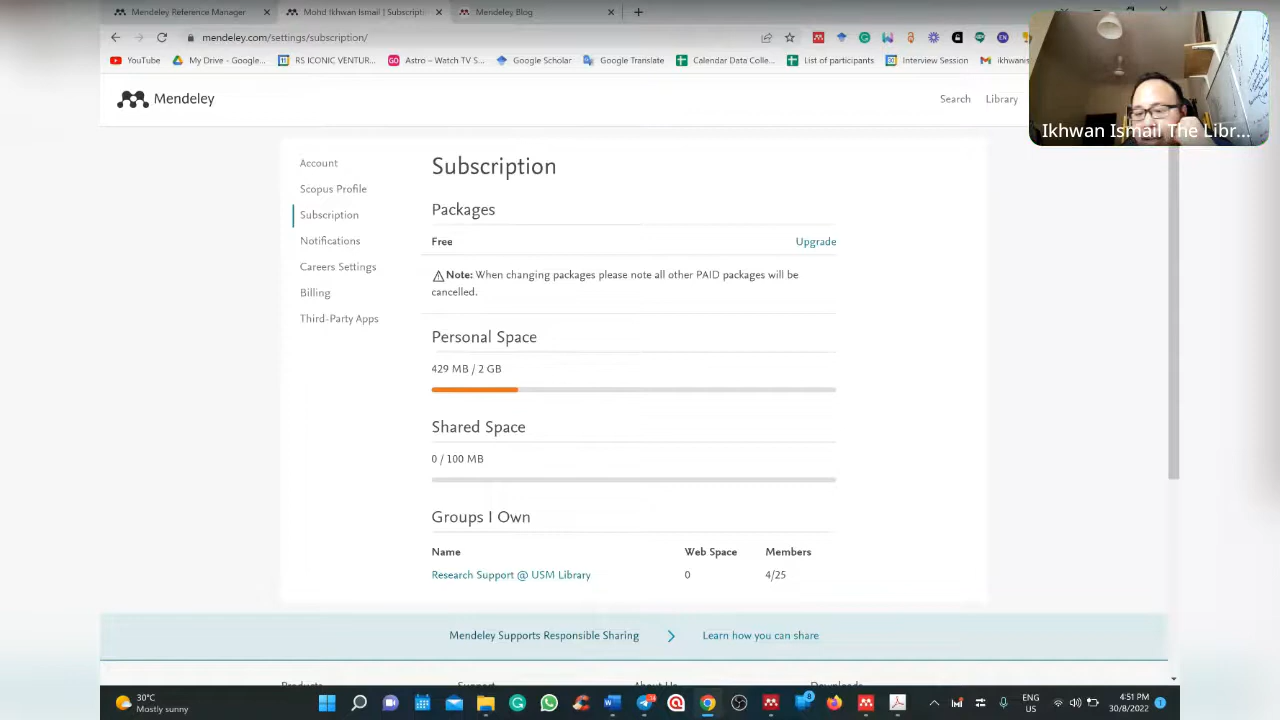 Mendeley Reference Manager
Mohd Ikhwan Ismail | Subscripti
Mendeley Blog
mendeley.com/settings/subscription/
YouTube
My Drive - Google...
RS ICONIC VENTUR...
Astro – Watch TV S...
Google Scholar
Google Translate
Calendar Data Colle...
List of participants
Interview Session
ikhwanis
Mendeley
Search
Library
Ikhwan Ismail The Libr...
Account
Scopus Profile
Subscription
Notifications
Careers Settings
Billing
Third-Party Apps
Subscription
Packages
Free
Upgrade
Note: When changing packages please note all other PAID packages will be
cancelled.
Personal Space
429 MB / 2 GB
Shared Space
0 / 100 MB
Groups I Own
Name Web Space Members
Research Support @ USM Library 0 4/25
Mendeley Supports Responsible Sharing
Learn how you can share
Products Support About Us Downloads
30°C
Mostly sunny
ENG
US
4:51 PM
30/8/2022